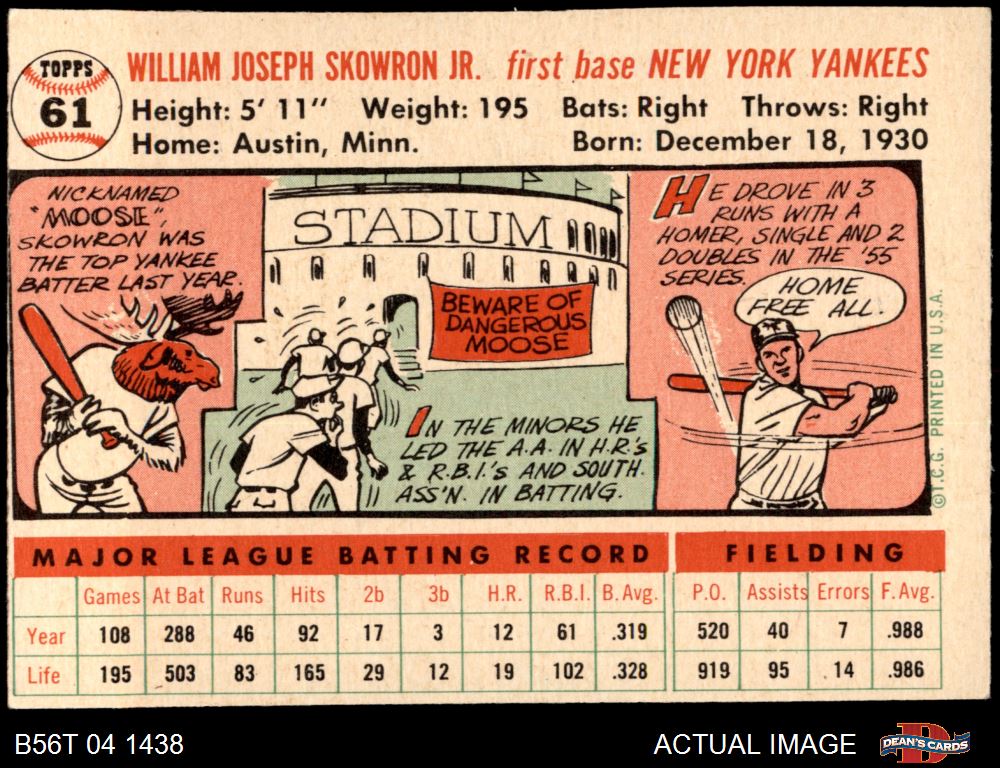 TOPPS
61
WILLIAM JOSEPH SKOWRON JR. first base NEW YORK YANKEES
Height: 5' 11" Weight: 195 Bats: Right Throws: Right
Home: Austin, Minn. Born: December 18, 1930
NICKNAMED
"MOOSE",
SKOWRON WAS
THE TOP YANKEE
BATTER LAST YEAR.
STADIUM
BEWARE OF
DANGEROUS
MOOSE
IN THE MINORS HE
LED THE A.A. IN H.R.'s
& R.B.I.'s AND SOUTH.
ASS'N. IN BATTING.
HE DROVE IN 3
RUNS WITH A
HOMER, SINGLE AND 2
DOUBLES IN THE '55
SERIES.
HOME
FREE ALL.
©T.C.G. PRINTED IN U.S.A.
MAJOR LEAGUE BATTING RECORD FIELDING
Games At Bat Runs Hits 2b 3b H.R. R.B.I. B. Avg. P.O. Assists Errors F. Avg.
Year 108 288 46 92 17 3 12 61 .319 520 40 7 .988
Life 195 503 83 165 29 12 19 102 .328 919 95 14 .986
B56T 04 1438 ACTUAL IMAGE DEAN'S CARDS